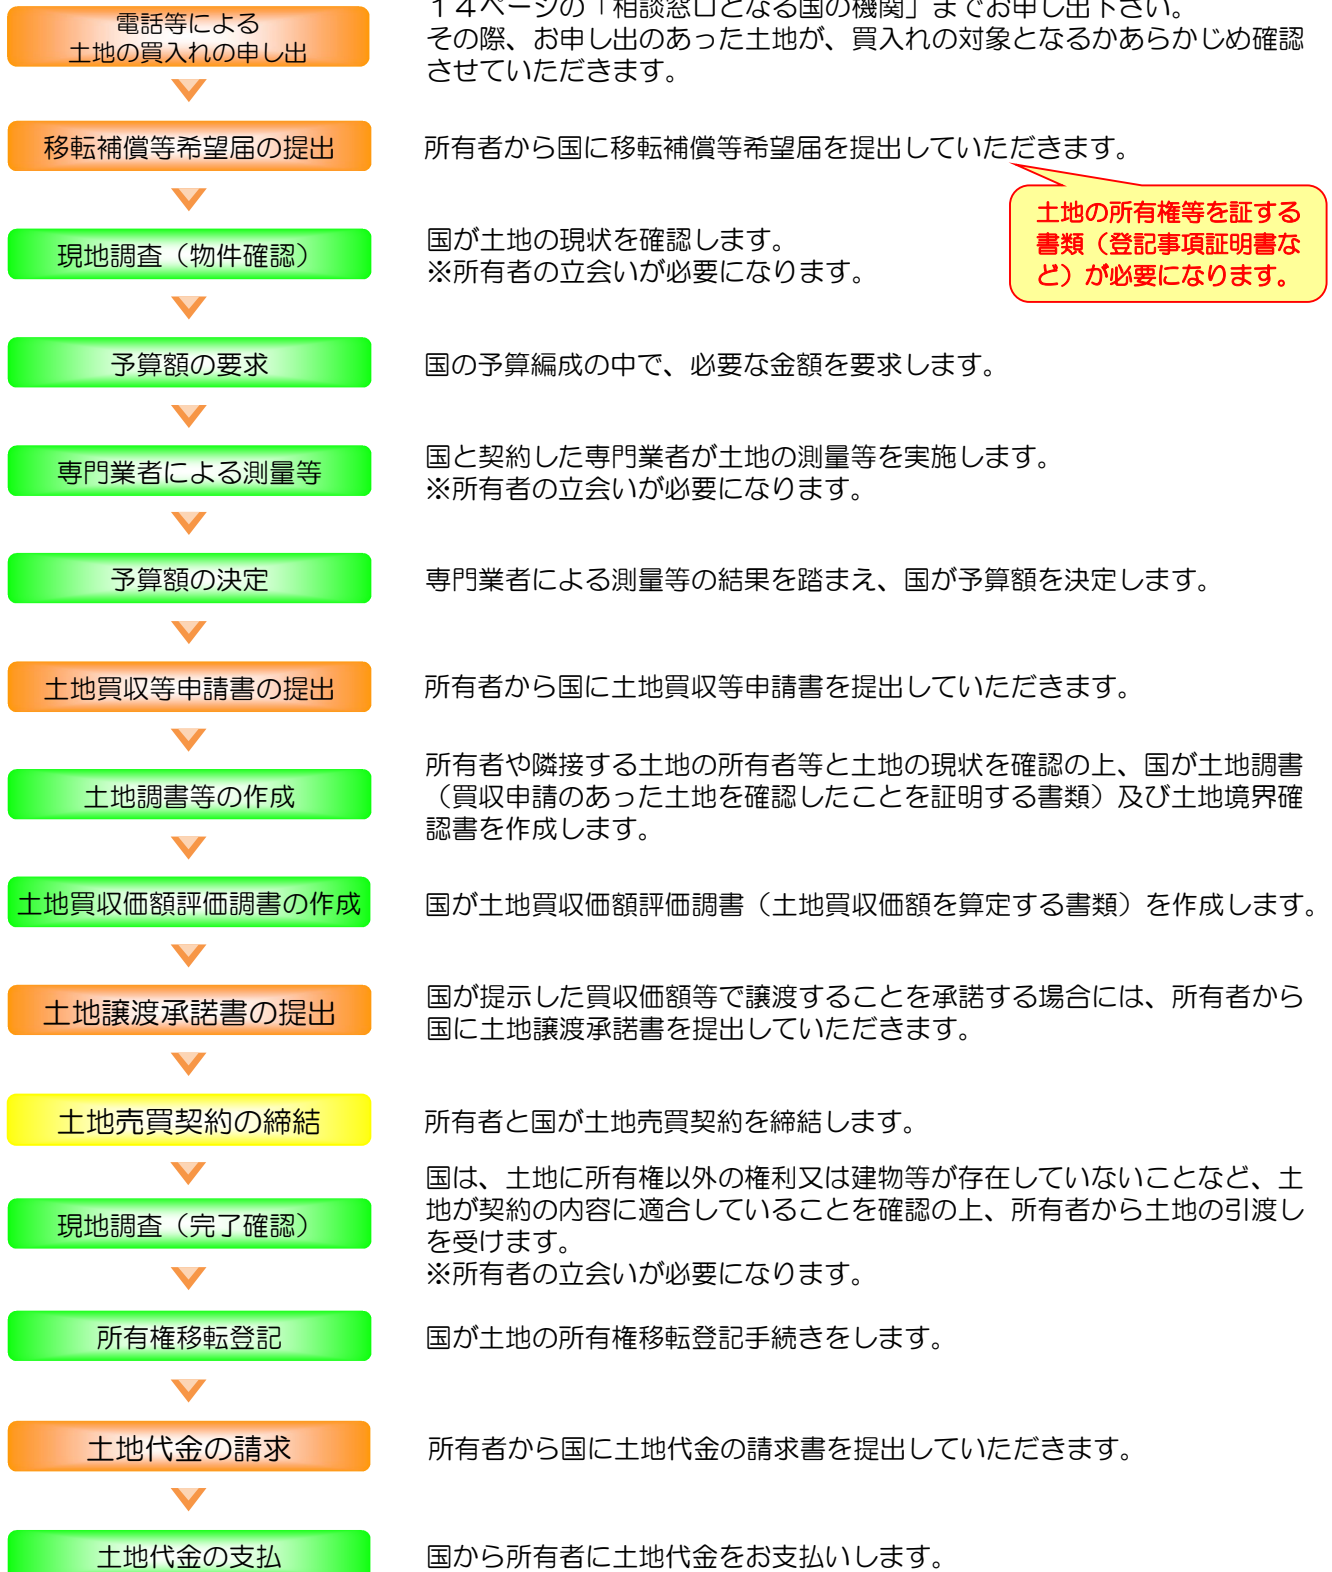 電話等による
土地の買入れの申し出
１４ページの「相談窓口となる国の機関」までお申し出下さい。
その際、お申し出のあった土地が、買入れの対象となるかあらかじめ確認
させていただきます。
移転補償等希望届の提出
所有者から国に移転補償等希望届を提出していただきます。
土地の所有権等を証する
書類（登記事項証明書な
ど）が必要になります。
現地調査（物件確認）
国が土地の現状を確認します。
※所有者の立会いが必要になります。
予算額の要求
国の予算編成の中で、必要な金額を要求します。
専門業者による測量等
国と契約した専門業者が土地の測量等を実施します。
※所有者の立会いが必要になります。
予算額の決定
専門業者による測量等の結果を踏まえ、国が予算額を決定します。
土地買収等申請書の提出
所有者から国に土地買収等申請書を提出していただきます。
土地調書等の作成
所有者や隣接する土地の所有者等と土地の現状を確認の上、国が土地調書
（買収申請のあった土地を確認したことを証明する書類）及び土地境界確
認書を作成します。
土地買収価額評価調書の作成
国が土地買収価額評価調書（土地買収価額を算定する書類）を作成します。
土地譲渡承諾書の提出
国が提示した買収価額等で譲渡することを承諾する場合には、所有者から
国に土地譲渡承諾書を提出していただきます。
土地売買契約の締結
所有者と国が土地売買契約を締結します。
現地調査（完了確認）
国は、土地に所有権以外の権利又は建物等が存在していないことなど、土
地が契約の内容に適合していることを確認の上、所有者から土地の引渡し
を受けます。
※所有者の立会いが必要になります。
所有権移転登記
国が土地の所有権移転登記手続きをします。
土地代金の請求
所有者から国に土地代金の請求書を提出していただきます。
土地代金の支払
国から所有者に土地代金をお支払いします。